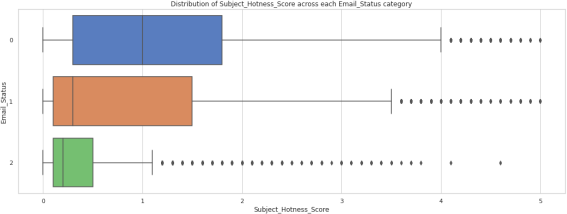 Distribution of Subject_Hotness_Score across each Email_Status category
Email_Status
0
1
2
0 1 2 3 4 5
Subject_Hotness_Score